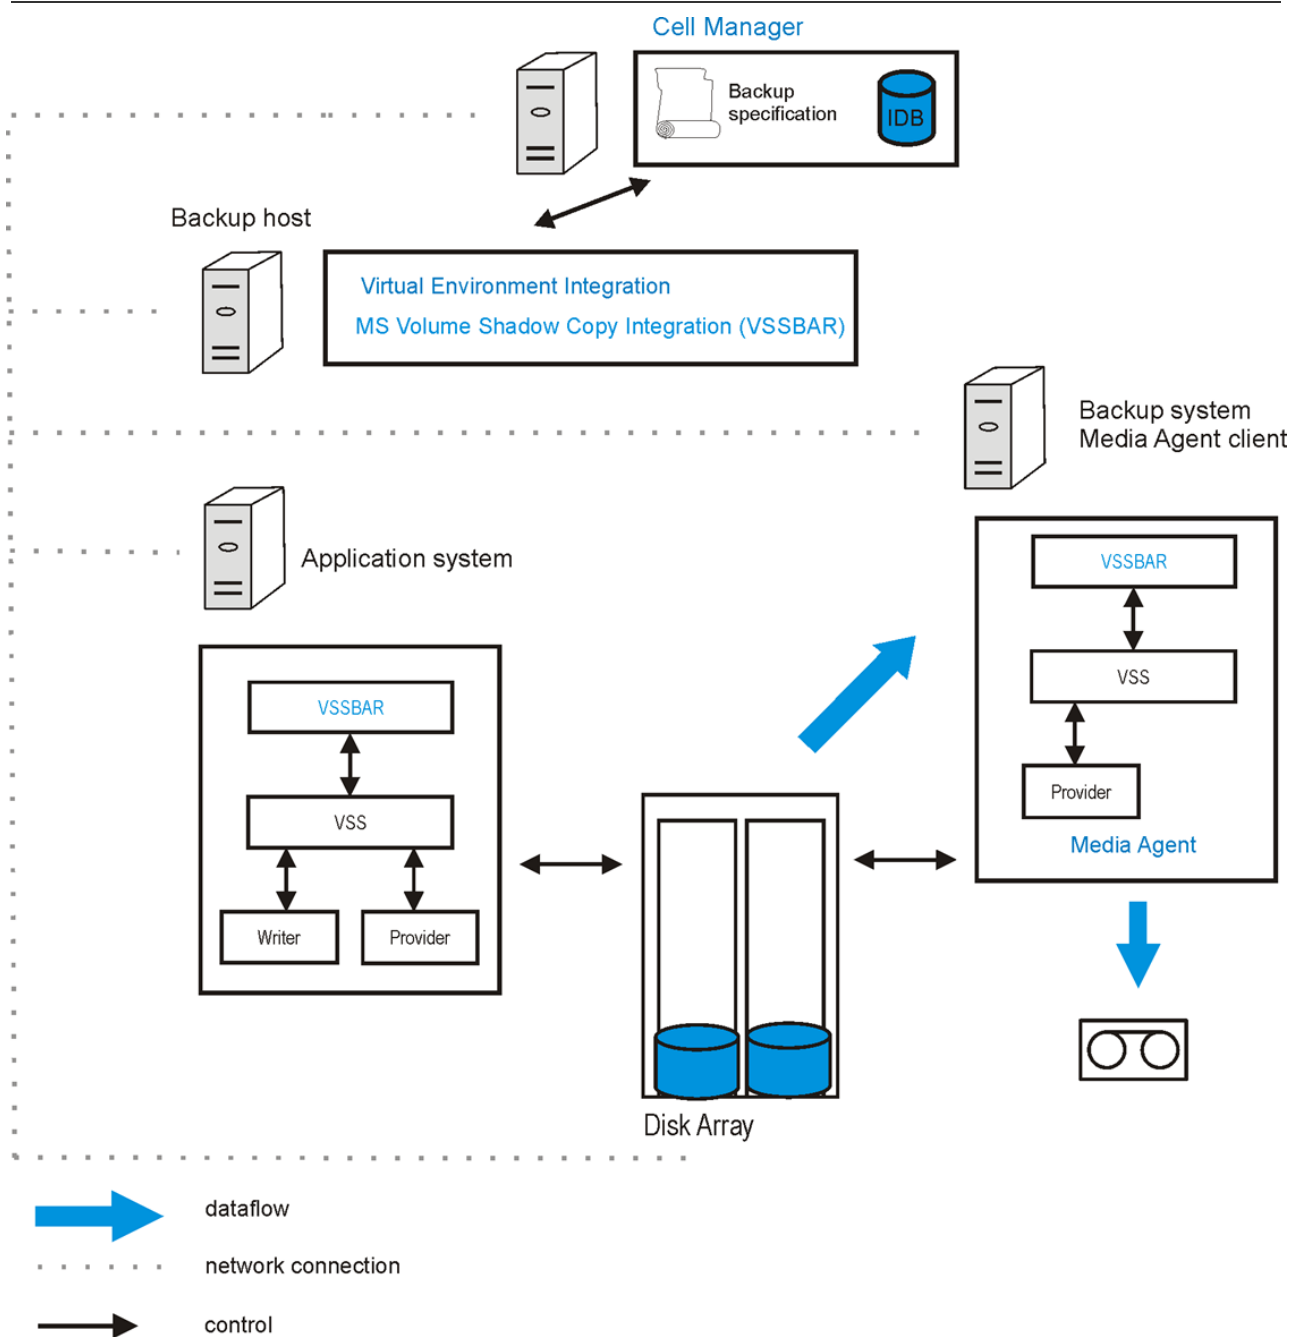 Cell Manager
Backup
specification
IDB
Backup host
Virtual Environment Integration
MS Volume Shadow Copy Integration (VSSBAR)
Backup system
Media Agent client
Application system
VSSBAR
VSS
Provider
Media Agent
VSSBAR
VSS
Writer
Provider
Disk Array
dataflow
network connection
control